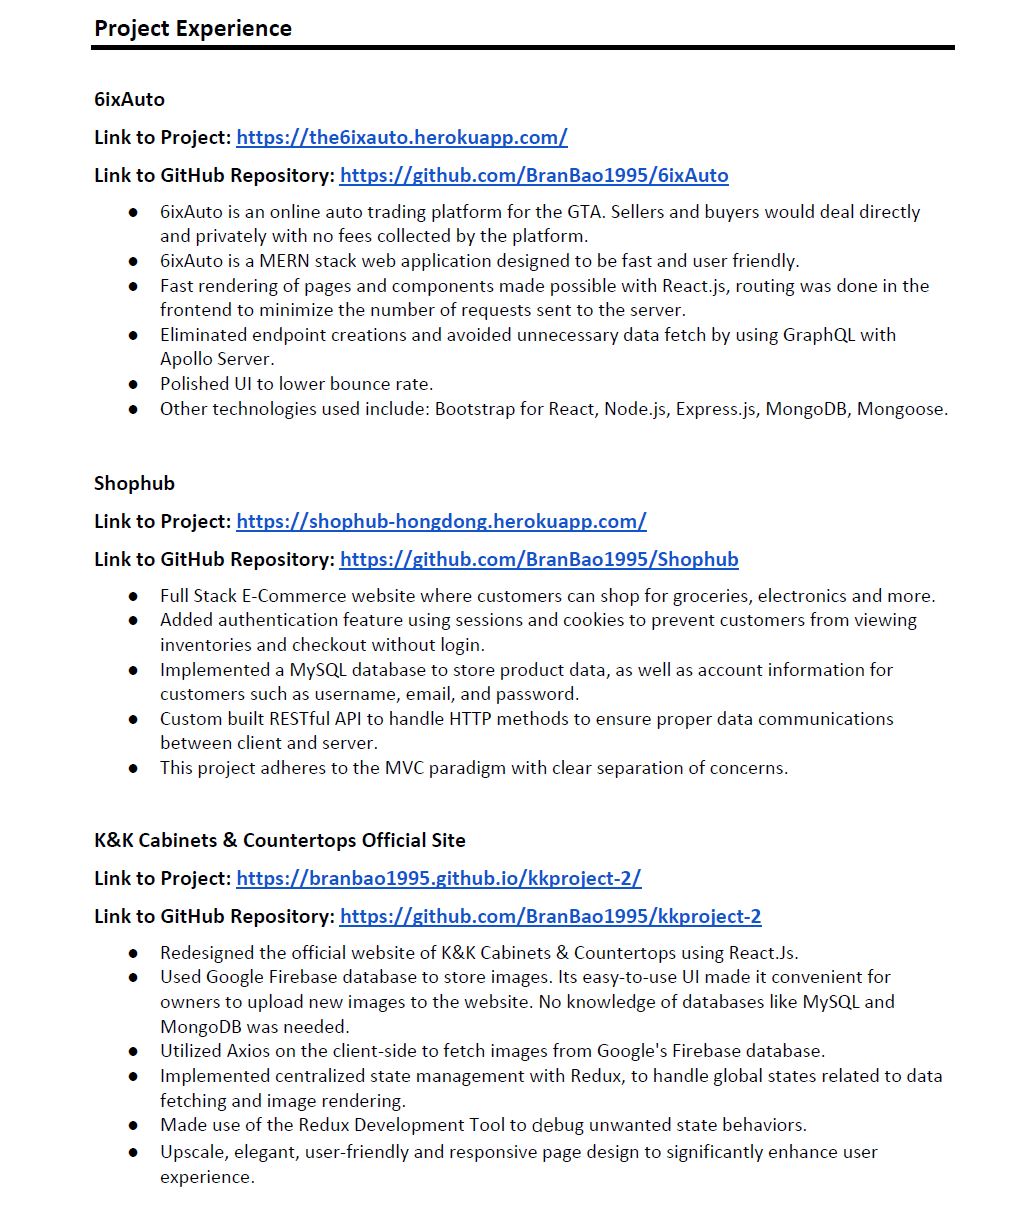 Project Experience
6ixAuto
Link to Project: https://the6ixauto.herokuapp.com/
Link to GitHub Repository: https://github.com/BranBao1995/6ixAuto
● 6ixAuto is an online auto trading platform for the GTA. Sellers and buyers would deal directly
and privately with no fees collected by the platform.
● 6ixAuto is a MERN stack web application designed to be fast and user friendly.
● Fast rendering of pages and components made possible with React.js, routing was done in the
frontend to minimize the number of requests sent to the server.
● Eliminated endpoint creations and avoided unnecessary data fetch by using GraphQL with
Apollo Server.
● Polished UI to lower bounce rate.
● Other technologies used include: Bootstrap for React, Node.js, Express.js, MongoDB, Mongoose.
Shophub
Link to Project: https://shophub-hongdong.herokuapp.com/
Link to GitHub Repository: https://github.com/BranBao1995/Shophub
● Full Stack E-Commerce website where customers can shop for groceries, electronics and more.
● Added authentication feature using sessions and cookies to prevent customers from viewing
inventories and checkout without login.
● Implemented a MySQL database to store product data, as well as account information for
customers such as username, email, and password.
● Custom built RESTful API to handle HTTP methods to ensure proper data communications
between client and server.
● This project adheres to the MVC paradigm with clear separation of concerns.
K&K Cabinets & Countertops Official Site
Link to Project: https://branbao1995.github.io/kkproject-2/
Link to GitHub Repository: https://github.com/BranBao1995/kkproject-2
● Redesigned the official website of K&K Cabinets & Countertops using React.Js.
● Used Google Firebase database to store images. Its easy-to-use UI made it convenient for
owners to upload new images to the website. No knowledge of databases like MySQL and
MongoDB was needed.
● Utilized Axios on the client-side to fetch images from Google's Firebase database.
● Implemented centralized state management with Redux, to handle global states related to data
fetching and image rendering.
● Made use of the Redux Development Tool to debug unwanted state behaviors.
● Upscale, elegant, user-friendly and responsive page design to significantly enhance user
experience.